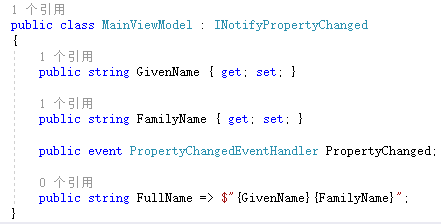 1 个引用
public class MainViewModel : INotifyPropertyChanged
{
1 个引用
public string GivenName { get; set; }
1 个引用
public string FamilyName { get; set; }
public event PropertyChangedEventHandler PropertyChanged;
0 个引用
public string FullName => $"{GivenName}{FamilyName}";
}